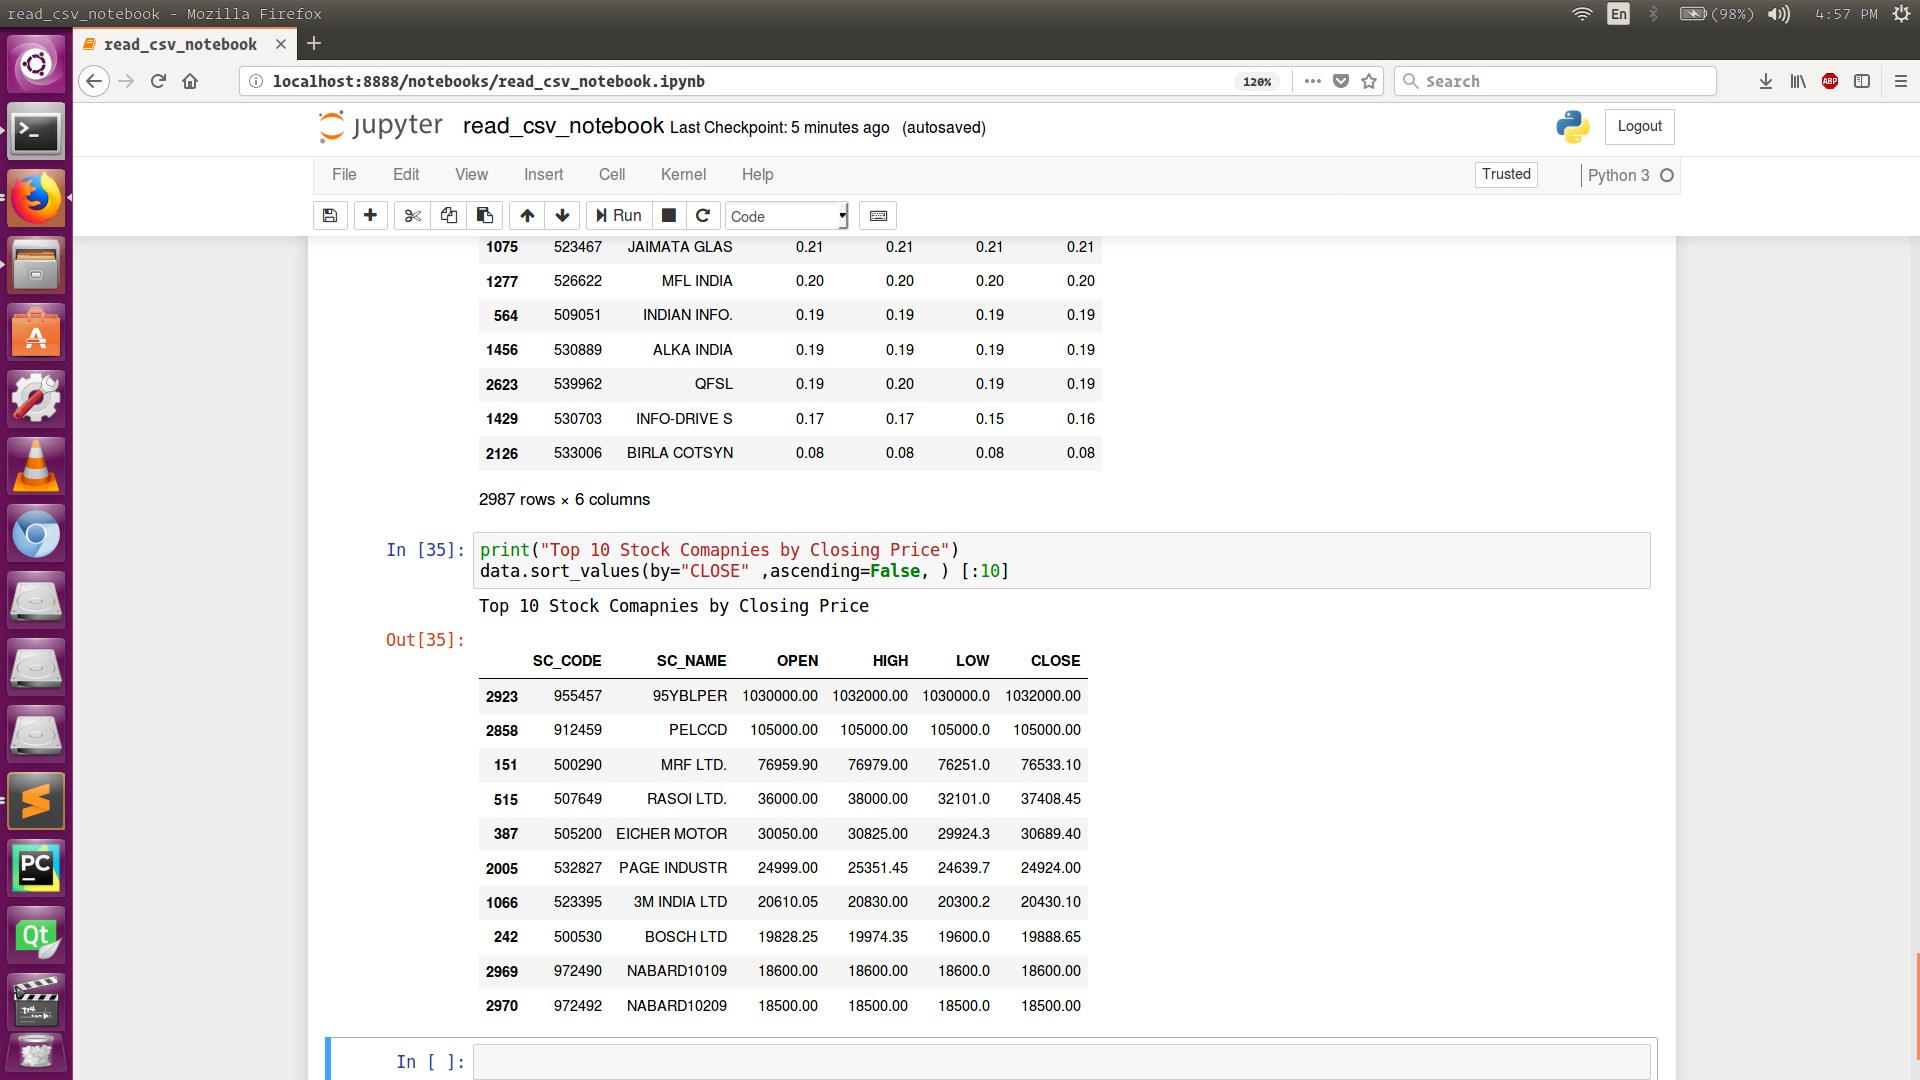 read_csv_notebook - Mozilla Firefox
En (98%) 4:57 PM
read_csv_notebook
localhost:8888/notebooks/read_csv_notebook.ipynb 120% Search ABP
jupyter read_csv_notebook Last Checkpoint: 5 minutes ago (autosaved) Logout
File Edit View Insert Cell Kernel Help Trusted Python 3
Run Code
1075 523467 JAIMATA GLAS 0.21 0.21 0.21 0.21
1277 526622 MFL INDIA 0.20 0.20 0.20 0.20
564 509051 INDIAN INFO. 0.19 0.19 0.19 0.19
1456 530889 ALKA INDIA 0.19 0.19 0.19 0.19
2623 539962 QFSL 0.19 0.20 0.19 0.19
1429 530703 INFO-DRIVE S 0.17 0.17 0.15 0.16
2126 533006 BIRLA COTSYN 0.08 0.08 0.08 0.08
2987 rows × 6 columns
In [35]: print("Top 10 Stock Comapnies by Closing Price")
data.sort_values(by="CLOSE" ,ascending=False, ) [:10]
Top 10 Stock Comapnies by Closing Price
Out[35]:
SC_CODE SC_NAME OPEN HIGH LOW CLOSE
2923 955457 95YBLPER 1030000.00 1032000.00 1030000.0 1032000.00
2858 912459 PELCCD 105000.00 105000.00 105000.0 105000.00
151 500290 MRF LTD. 76959.90 76979.00 76251.0 76533.10
515 507649 RASOI LTD. 36000.00 38000.00 32101.0 37408.45
387 505200 EICHER MOTOR 30050.00 30825.00 29924.3 30689.40
2005 532827 PAGE INDUSTR 24999.00 25351.45 24639.7 24924.00
1066 523395 3M INDIA LTD 20610.05 20830.00 20300.2 20430.10
242 500530 BOSCH LTD 19828.25 19974.35 19600.0 19888.65
2969 972490 NABARD10109 18600.00 18600.00 18600.0 18600.00
2970 972492 NABARD10209 18500.00 18500.00 18500.0 18500.00
In [ ]:
PC
Qt